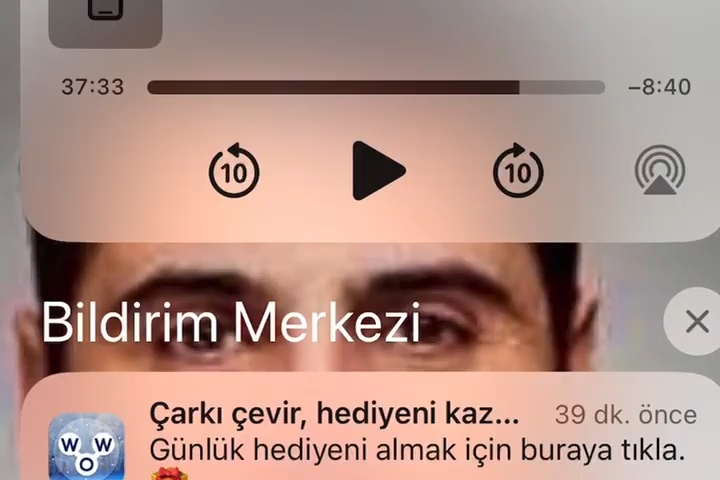 37:33
−8:40
10
10
Bildirim Merkezi
Çarkı çevir, hediyeni kaz...
39 dk. önce
W O W
Günlük hediyeni almak için buraya tıkla.